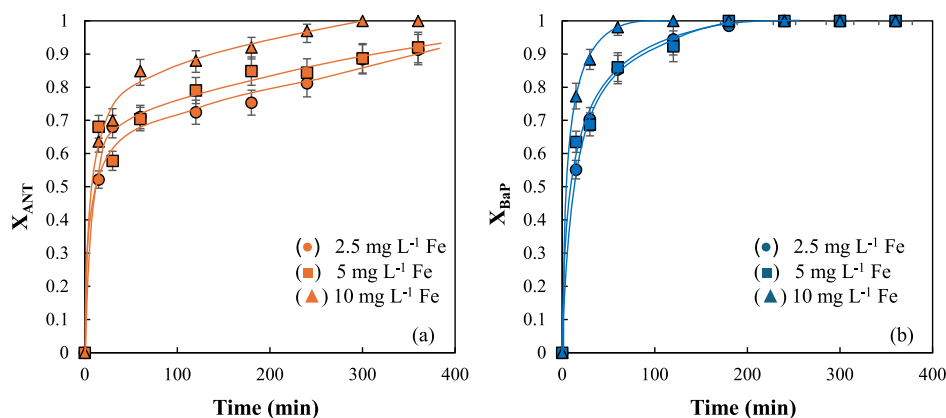 1
0.9
0.8
0.7
0.6
0.5
0.4
0.3
0.2
0.1
0
X_ANT
(●) 2.5 mg L⁻¹ Fe
(■) 5 mg L⁻¹ Fe
(▲) 10 mg L⁻¹ Fe
(a)
0 100 200 300 400
Time (min)
1
0.9
0.8
0.7
0.6
0.5
0.4
0.3
0.2
0.1
0
X_BaP
(●) 2.5 mg L⁻¹ Fe
(■) 5 mg L⁻¹ Fe
(▲) 10 mg L⁻¹ Fe
(b)
0 100 200 300 400
Time (min)